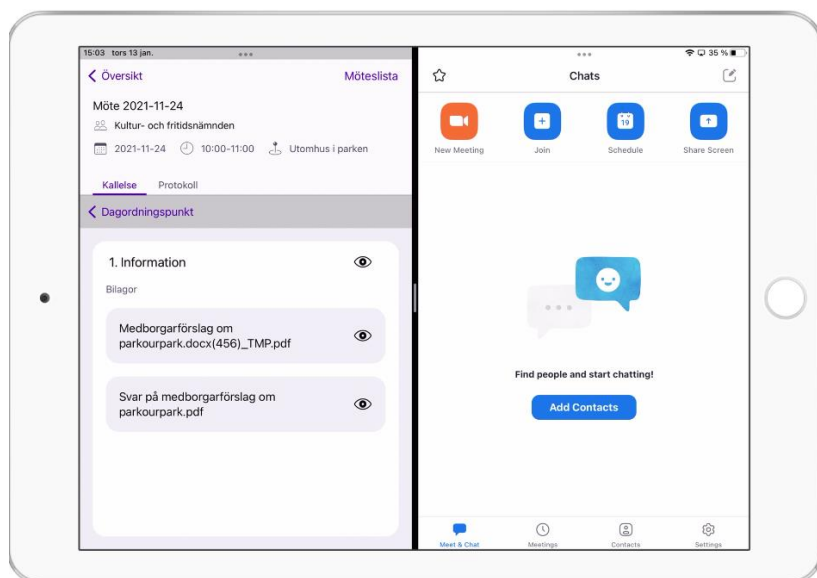 15:03 tors 13 jan.
35 %
Översikt
Möteslista
Möte 2021-11-24
Kultur- och fritidsnämnden
2021-11-24 10:00-11:00 Utomhus i parken
Kallelse Protokoll
Dagordningspunkt
1. Information
Bilagor
Medborgarförslag om
parkourpark.docx(456)_TMP.pdf
Svar på medborgarförslag om
parkourpark.pdf
Chats
19
New Meeting Join Schedule Share Screen
Find people and start chatting!
Add Contacts
Meet & Chat Meetings Contacts Settings